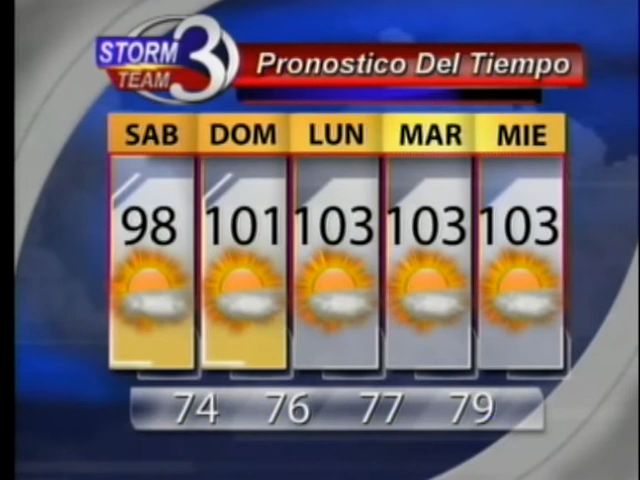 STORM TEAM 3
Pronostico Del Tiempo
SAB DOM LUN MAR MIE
98 101 103 103 103
74 76 77 79